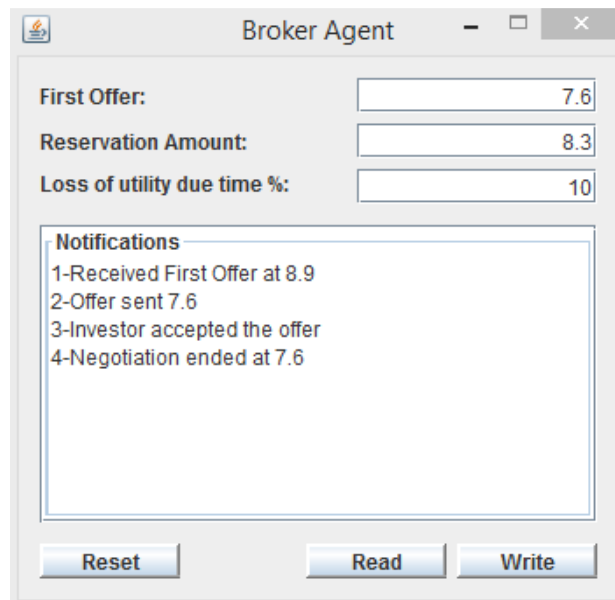 Broker Agent
First Offer: 7.6
Reservation Amount: 8.3
Loss of utility due time %: 10
Notifications
1-Received First Offer at 8.9
2-Offer sent 7.6
3-Investor accepted the offer
4-Negotiation ended at 7.6
Reset Read Write